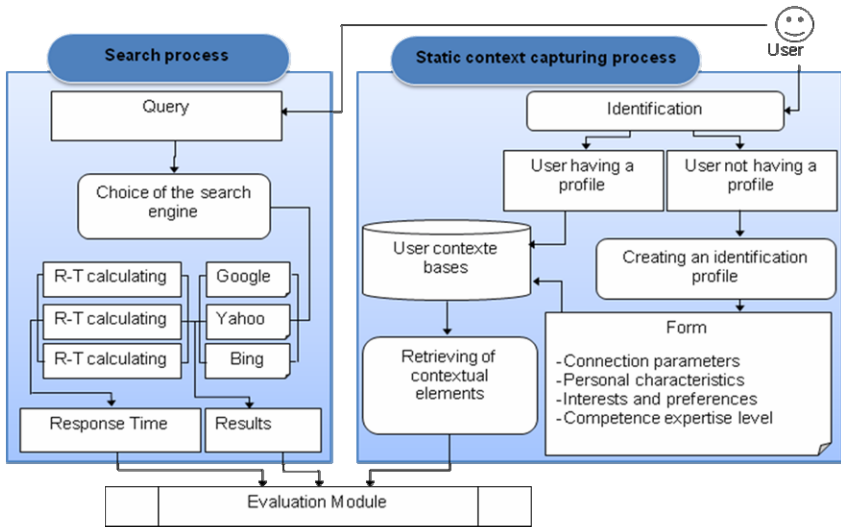 User
Search process
Static context capturing process
Query
Identification
Choice of the search
engine
User having a
profile
User not having a
profile
User contexte
bases
Creating an identification
profile
R-T calculating
Google
R-T calculating
Yahoo
R-T calculating
Bing
Form
-Connection parameters
-Personal characteristics
-Interests and preferences
-Competence expertise level
Retrieving of
contextual
elements
Response Time
Results
Evaluation Module